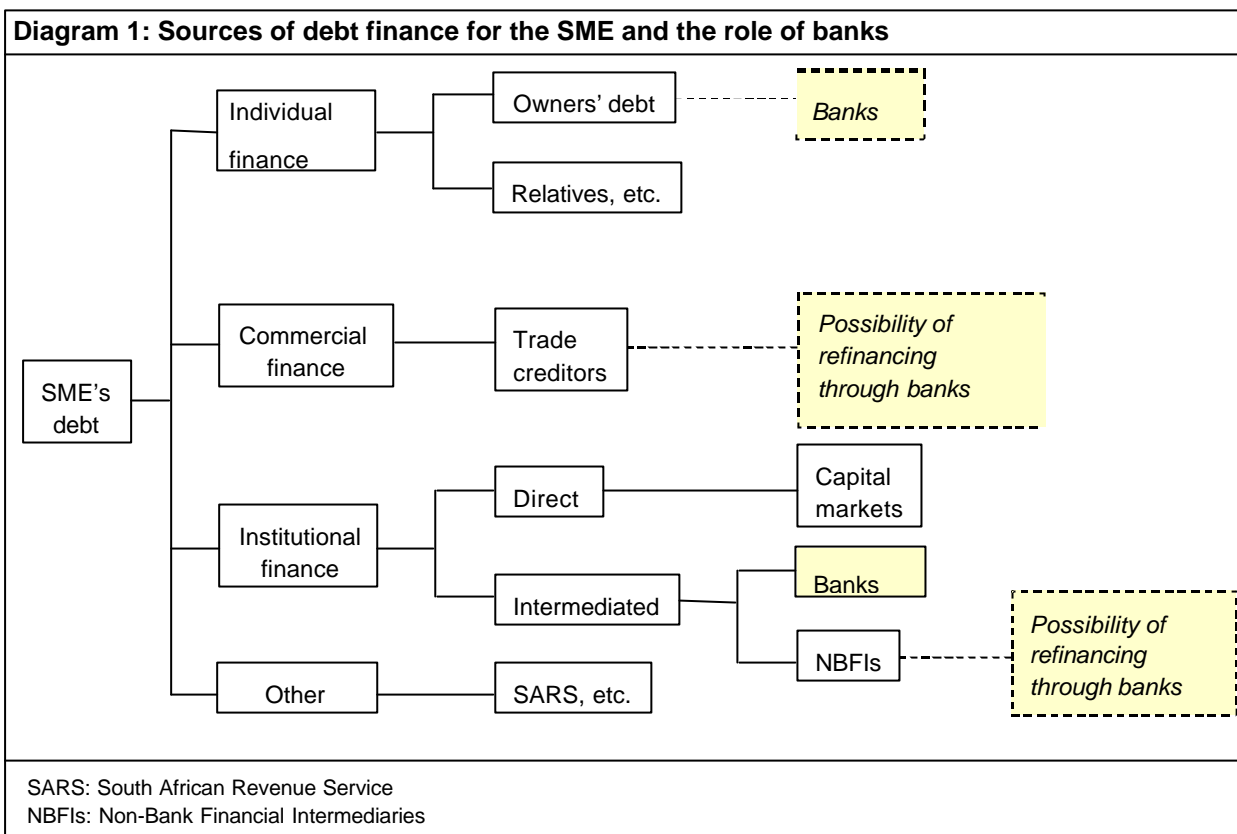 Diagram 1: Sources of debt finance for the SME and the role of banks
Individual
finance
Owners' debt
Banks
Relatives, etc.
Commercial
finance
Trade
creditors
Possibility of
refinancing
through banks
SME's
debt
Institutional
finance
Direct
Capital
markets
Intermediated
Banks
NBFIs
Possibility of
refinancing
through banks
Other
SARS, etc.
SARS: South African Revenue Service
NBFIs: Non-Bank Financial Intermediaries